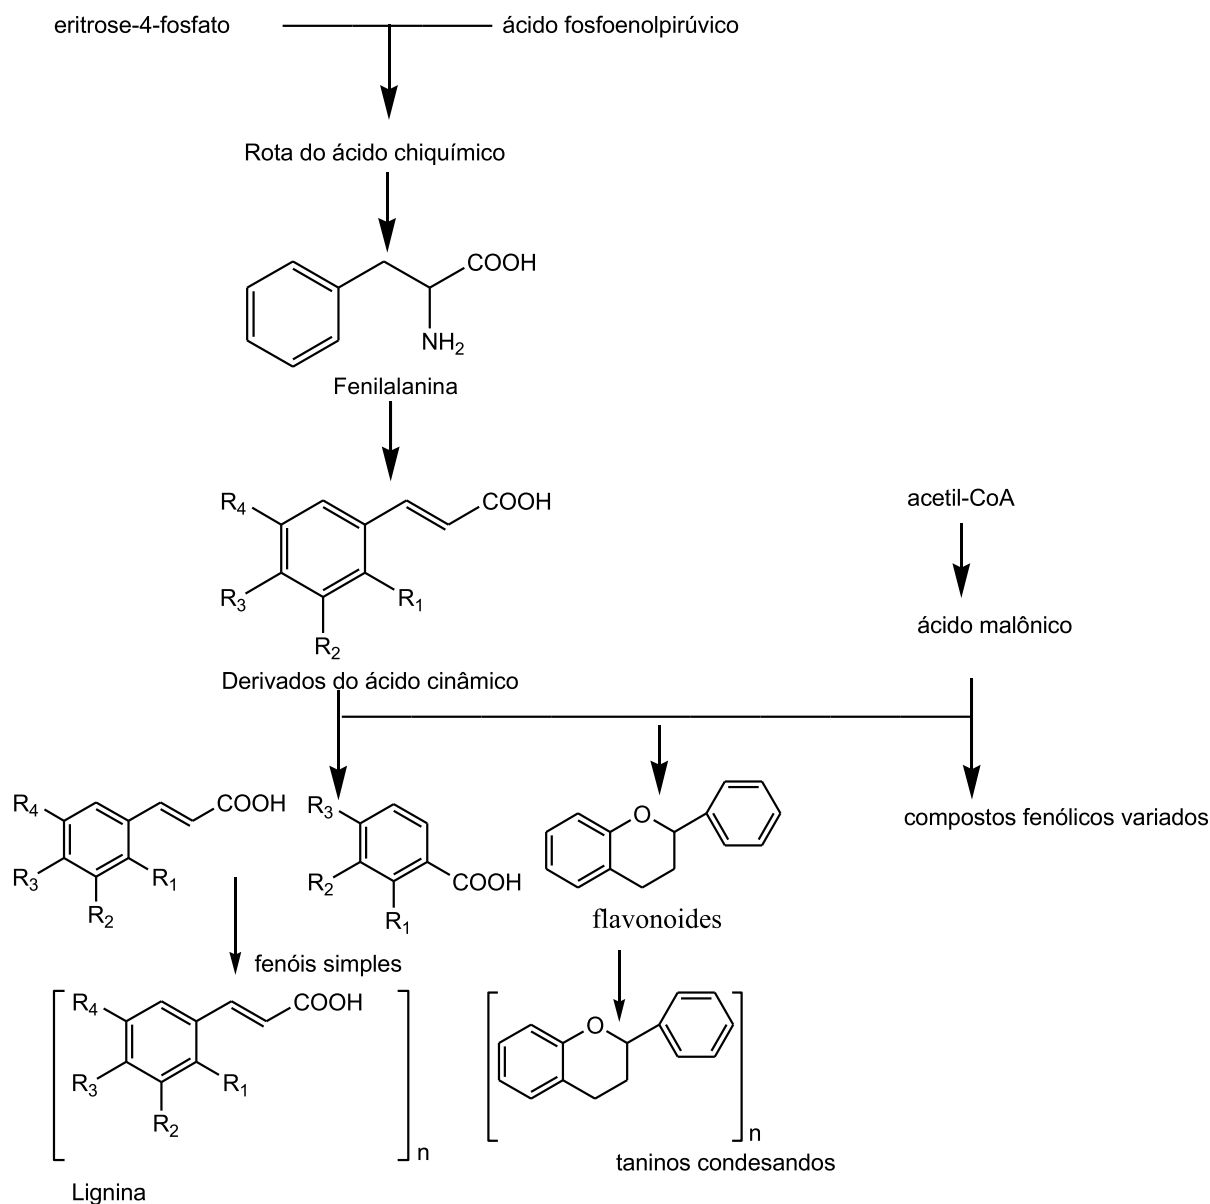 eritrose-4-fosfato
ácido fosfoenolpirúvico
Rota do ácido chiquímico
COOH
NH2
Fenilalanina
R4
COOH
R3
R1
R2
Derivados do ácido cinâmico
acetil-CoA
ácido malônico
R4
COOH
R3
R1
R2
R3
R2
COOH
R1
O
flavonoides
compostos fenólicos variados
fenóis simples
R4
COOH
R3
R1
R2
n
Lignina
O
n
taninos condesandos